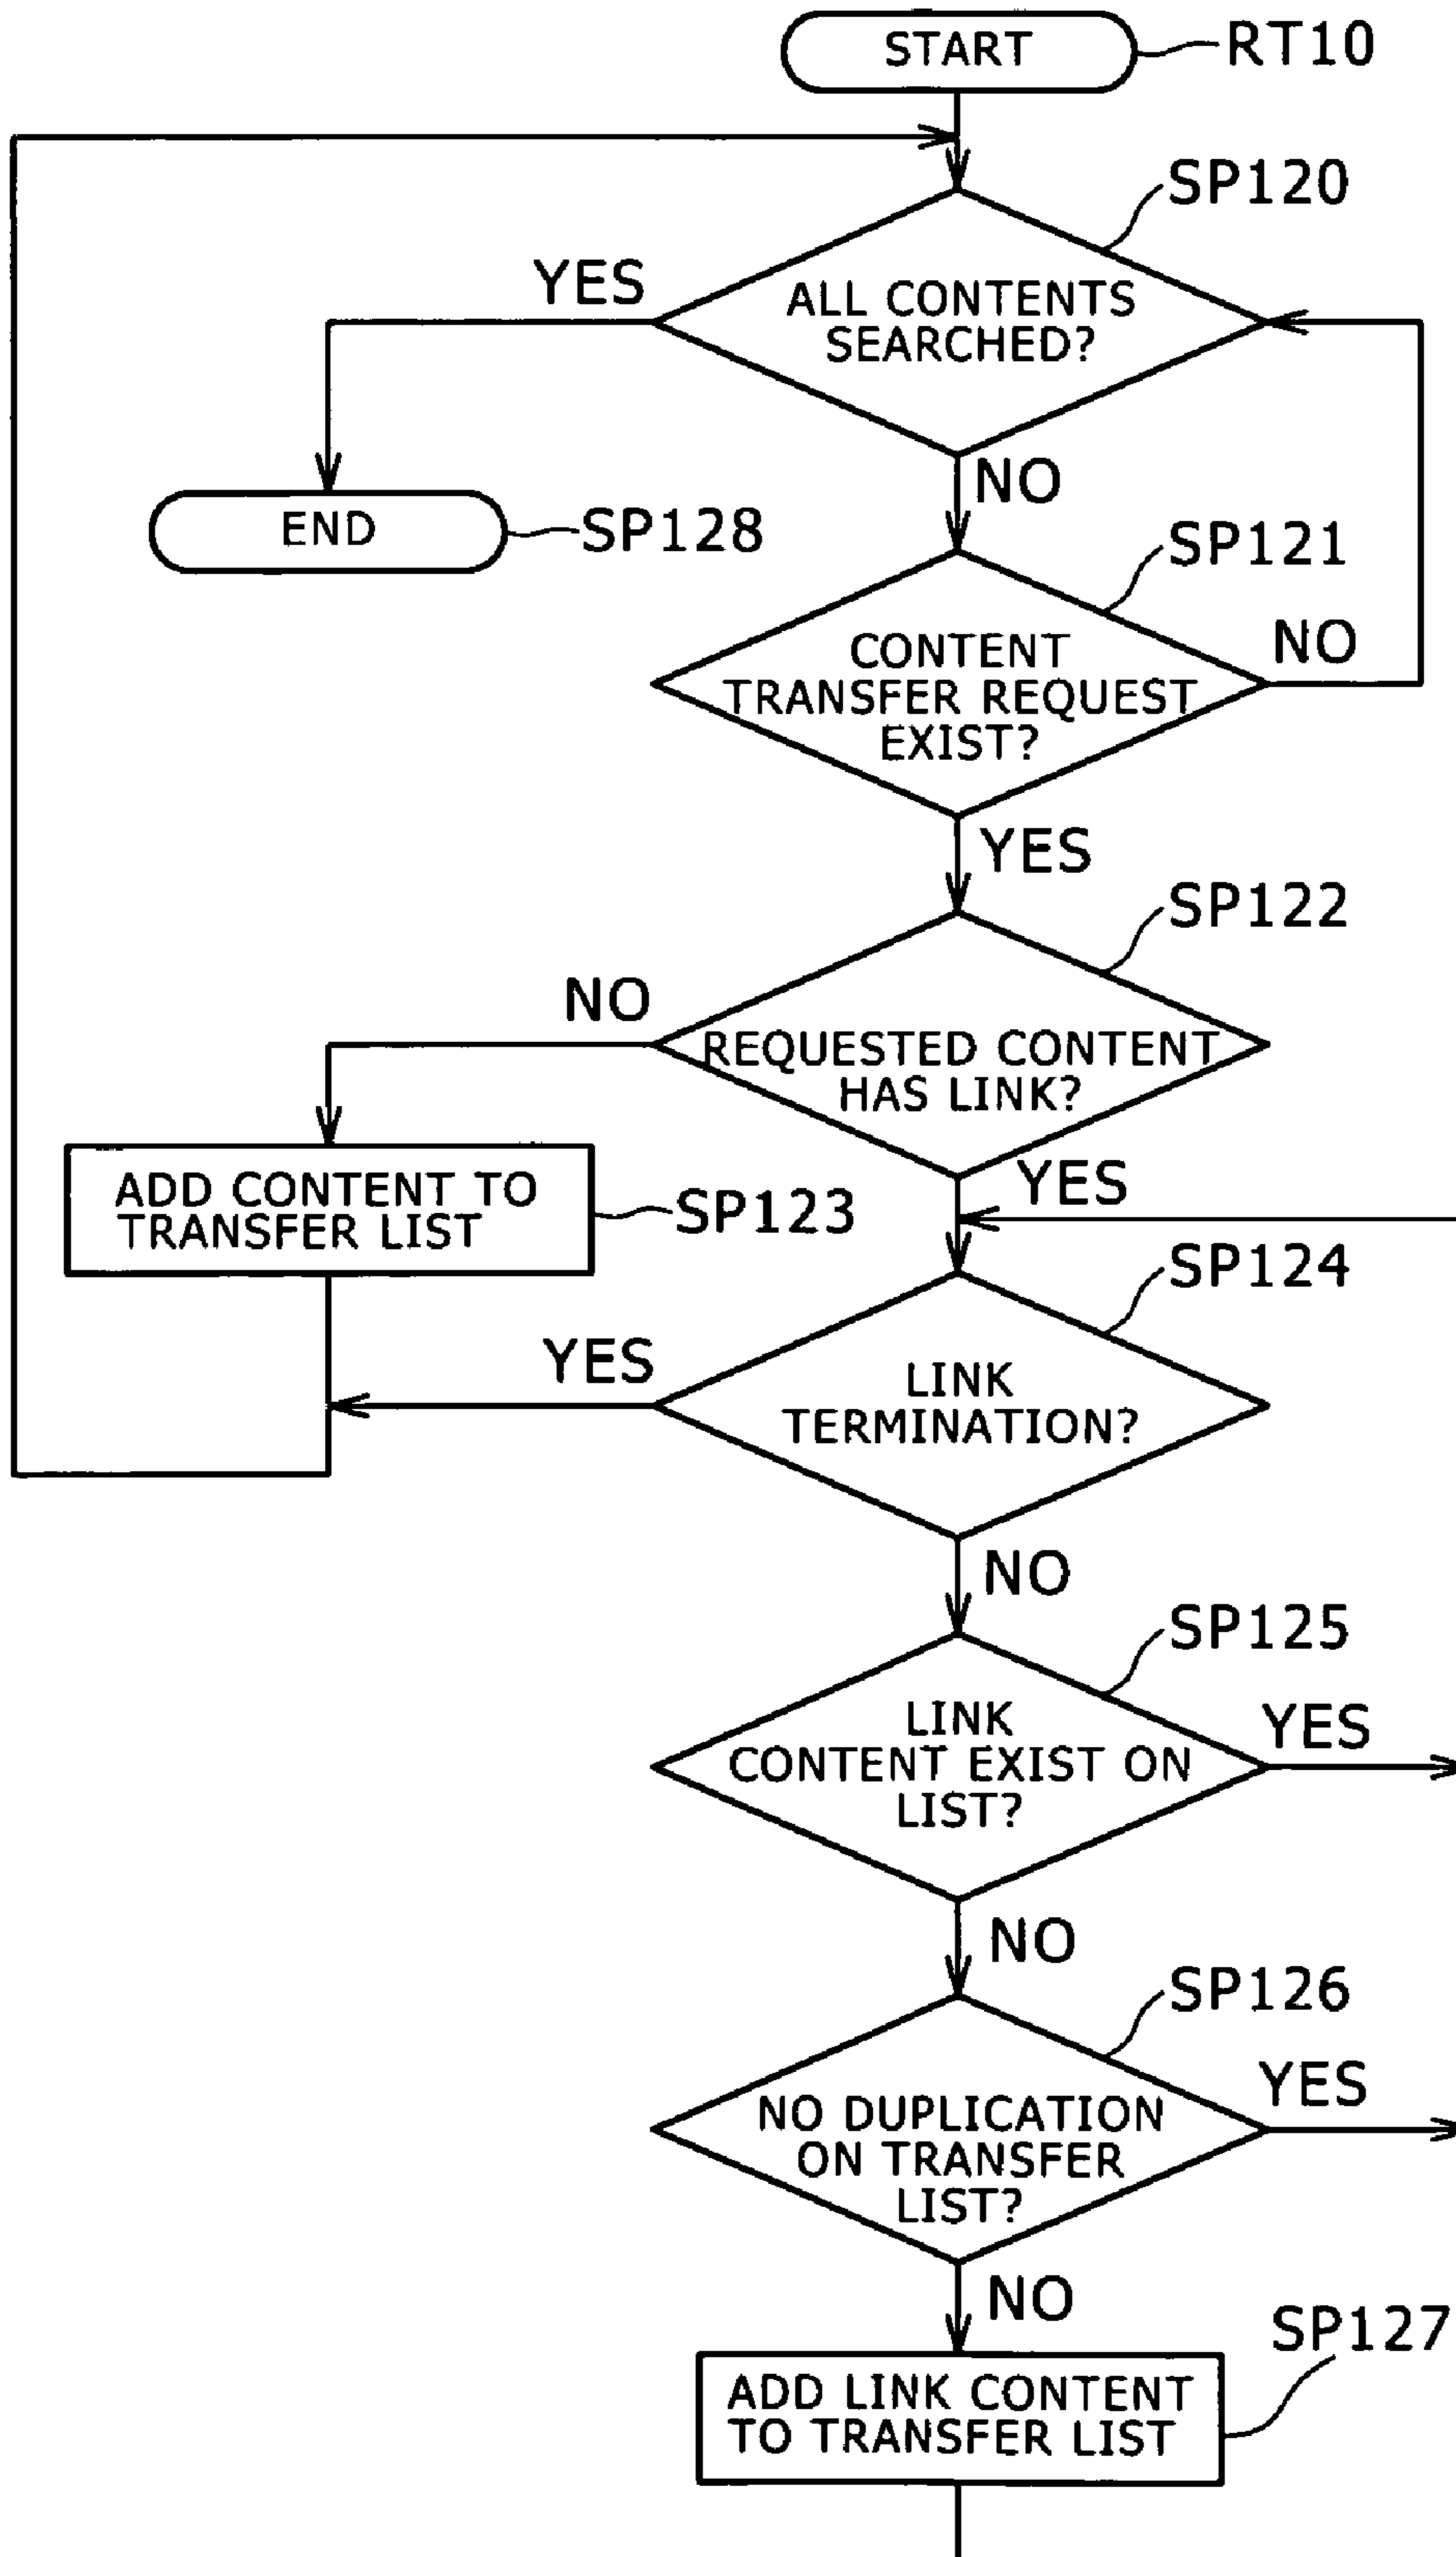 START
RT10
SP120
YES
ALL CONTENTS
SEARCHED?
NO
END
SP128
SP121
CONTENT
TRANSFER REQUEST
EXIST?
NO
YES
SP122
NO
REQUESTED CONTENT
HAS LINK?
YES
ADD CONTENT TO
TRANSFER LIST
SP123
SP124
YES
LINK
TERMINATION?
NO
SP125
LINK
CONTENT EXIST ON
LIST?
YES
NO
SP126
YES
NO DUPLICATION
ON TRANSFER
LIST?
NO
SP127
ADD LINK CONTENT
TO TRANSFER LIST